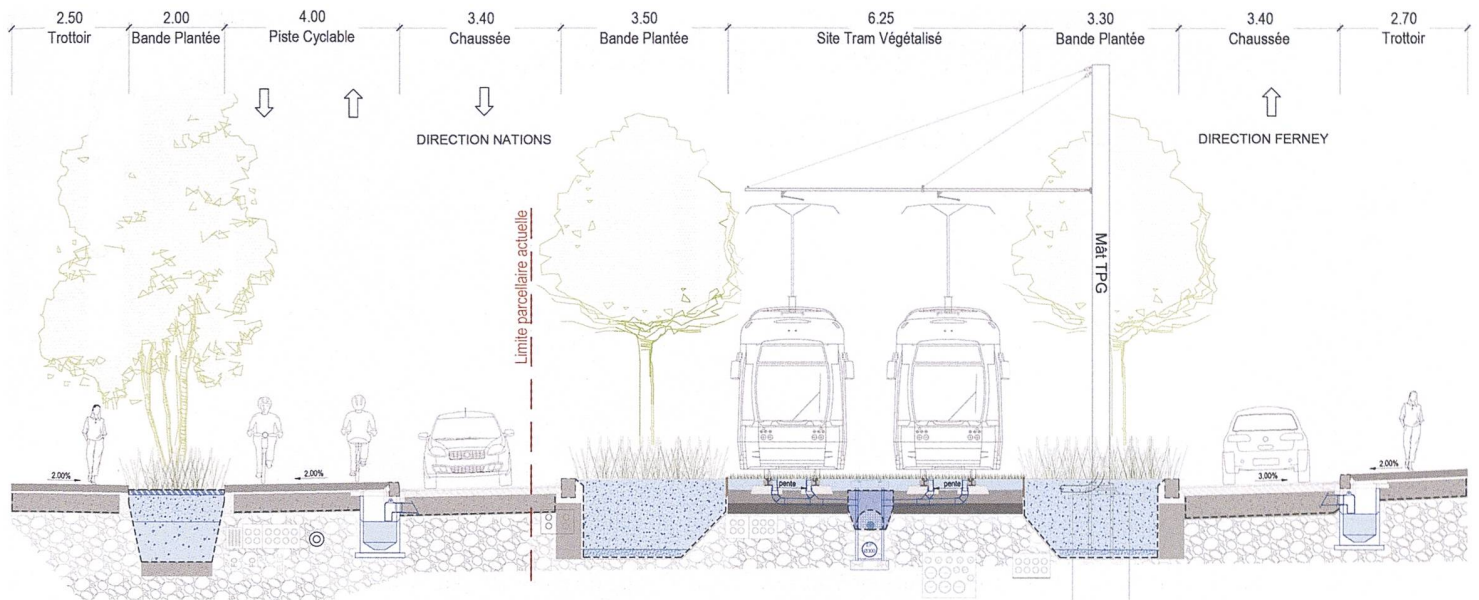 2.50
Trottoir
2.00
Bande Plantée
4.00
Piste Cyclable
3.40
Chaussée
3.50
Bande Plantée
6.25
Site Tram Végétalisé
3.30
Bande Plantée
3.40
Chaussée
2.70
Trottoir
DIRECTION NATIONS
DIRECTION FERNEY
Limite parcellaire actuelle
Mât TPG
2.00%
2.00%
pente
pente
3.00%
2.00%